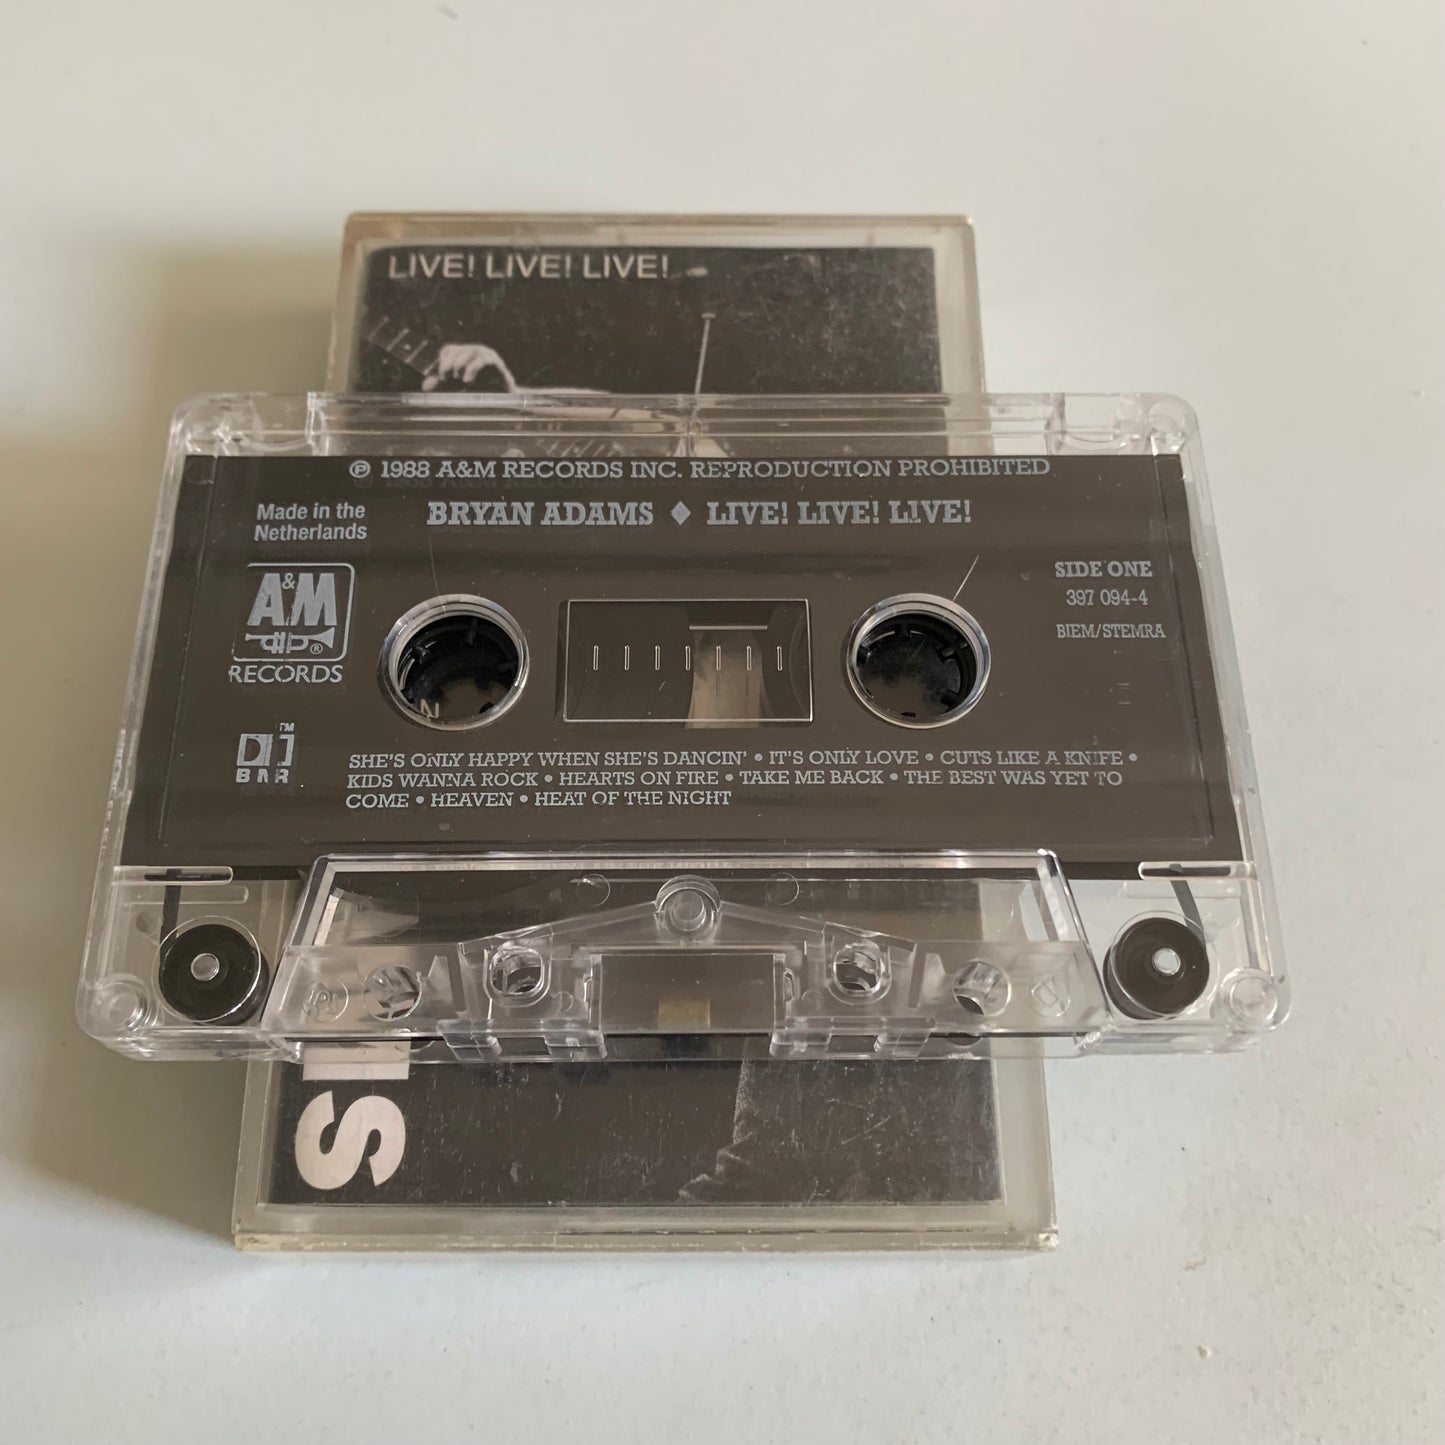 LIVE! LIVE! LIVE!
℗ 1988 A&M RECORDS INC. REPRODUCTION PROHIBITED
Made in the
Netherlands
BRYAN ADAMS ♦ LIVE! LIVE! LIVE!
A&M
®
RECORDS
SIDE ONE
397 094-4
BIEM/STEMRA
TM
B NR
SHE'S ONLY HAPPY WHEN SHE'S DANCIN' • IT'S ONLY LOVE • CUTS LIKE A KNIFE •
KIDS WANNA ROCK • HEARTS ON FIRE • TAKE ME BACK • THE BEST WAS YET TO
COME • HEAVEN • HEAT OF THE NIGHT
S